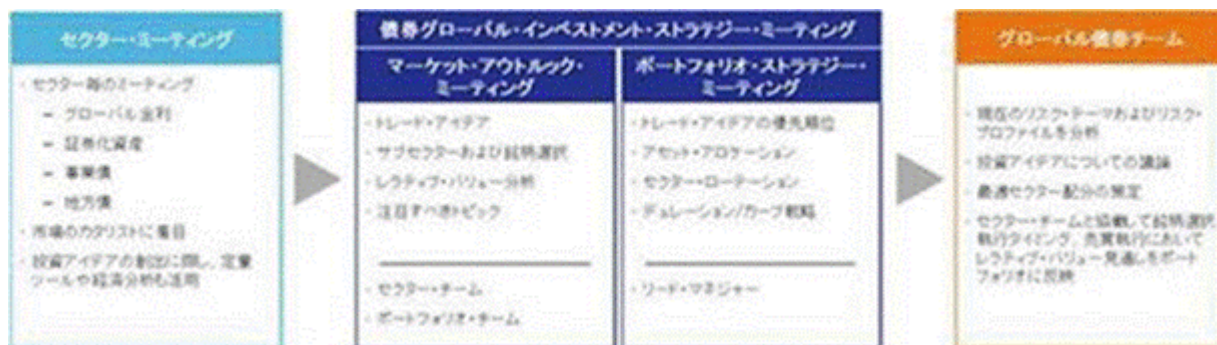 セクター・ミーティング
・セクター毎のミーティング
− グローバル金利
− 証券化資産
− 事業債
− 地方債
・市場のカタリストに着目
・投資アイデアの創出に際し、定量
ツールや経済分析も活用
債券グローバル・インベストメント・ストラテジー・ミーティング
マーケット・アウトルック・
ミーティング
・トレード・アイデア
・サブセクターおよび銘柄選択
・レラティブ・バリュー分析
・注目すべきトピック
・セクター・チーム
・ポートフォリオ・チーム
ポートフォリオ・ストラテジー・
ミーティング
・トレード・アイデアの優先順位
・アセット・アロケーション
・セクター・ローテーション
・デュレーション/カーブ戦略
・リード・マネジャー
グローバル債券チーム
・現在のリスク・テーマおよびリスク・
プロファイルを分析
・投資アイデアについての議論
・最適セクター配分の策定
・セクター・チームと協働して銘柄選択、
執行タイミング、売買執行において
レラティブ・バリュー見通しをポート
フォリオに反映